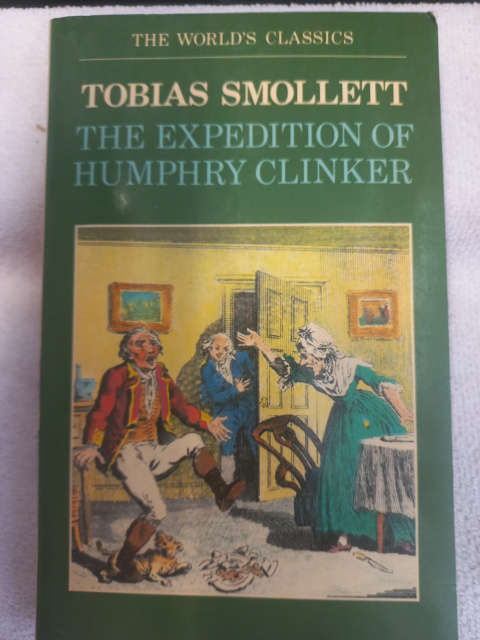 THE WORLD'S CLASSICS
TOBIAS SMOLLETT
THE EXPEDITION OF
HUMPHRY CLINKER